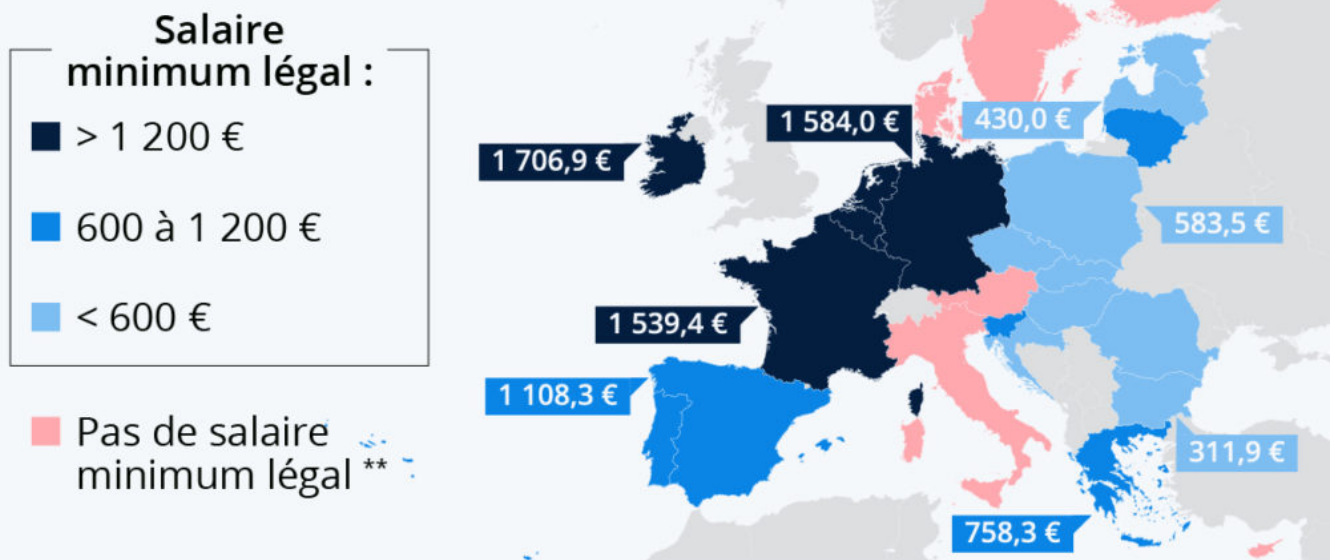 Salaire
minimum légal :
> 1 200 €
600 à 1 200 €
< 600 €
Pas de salaire
minimum légal **
1 584,0 €
430,0 €
1 706,9 €
583,5 €
1 539,4 €
1 108,3 €
311,9 €
758,3 €